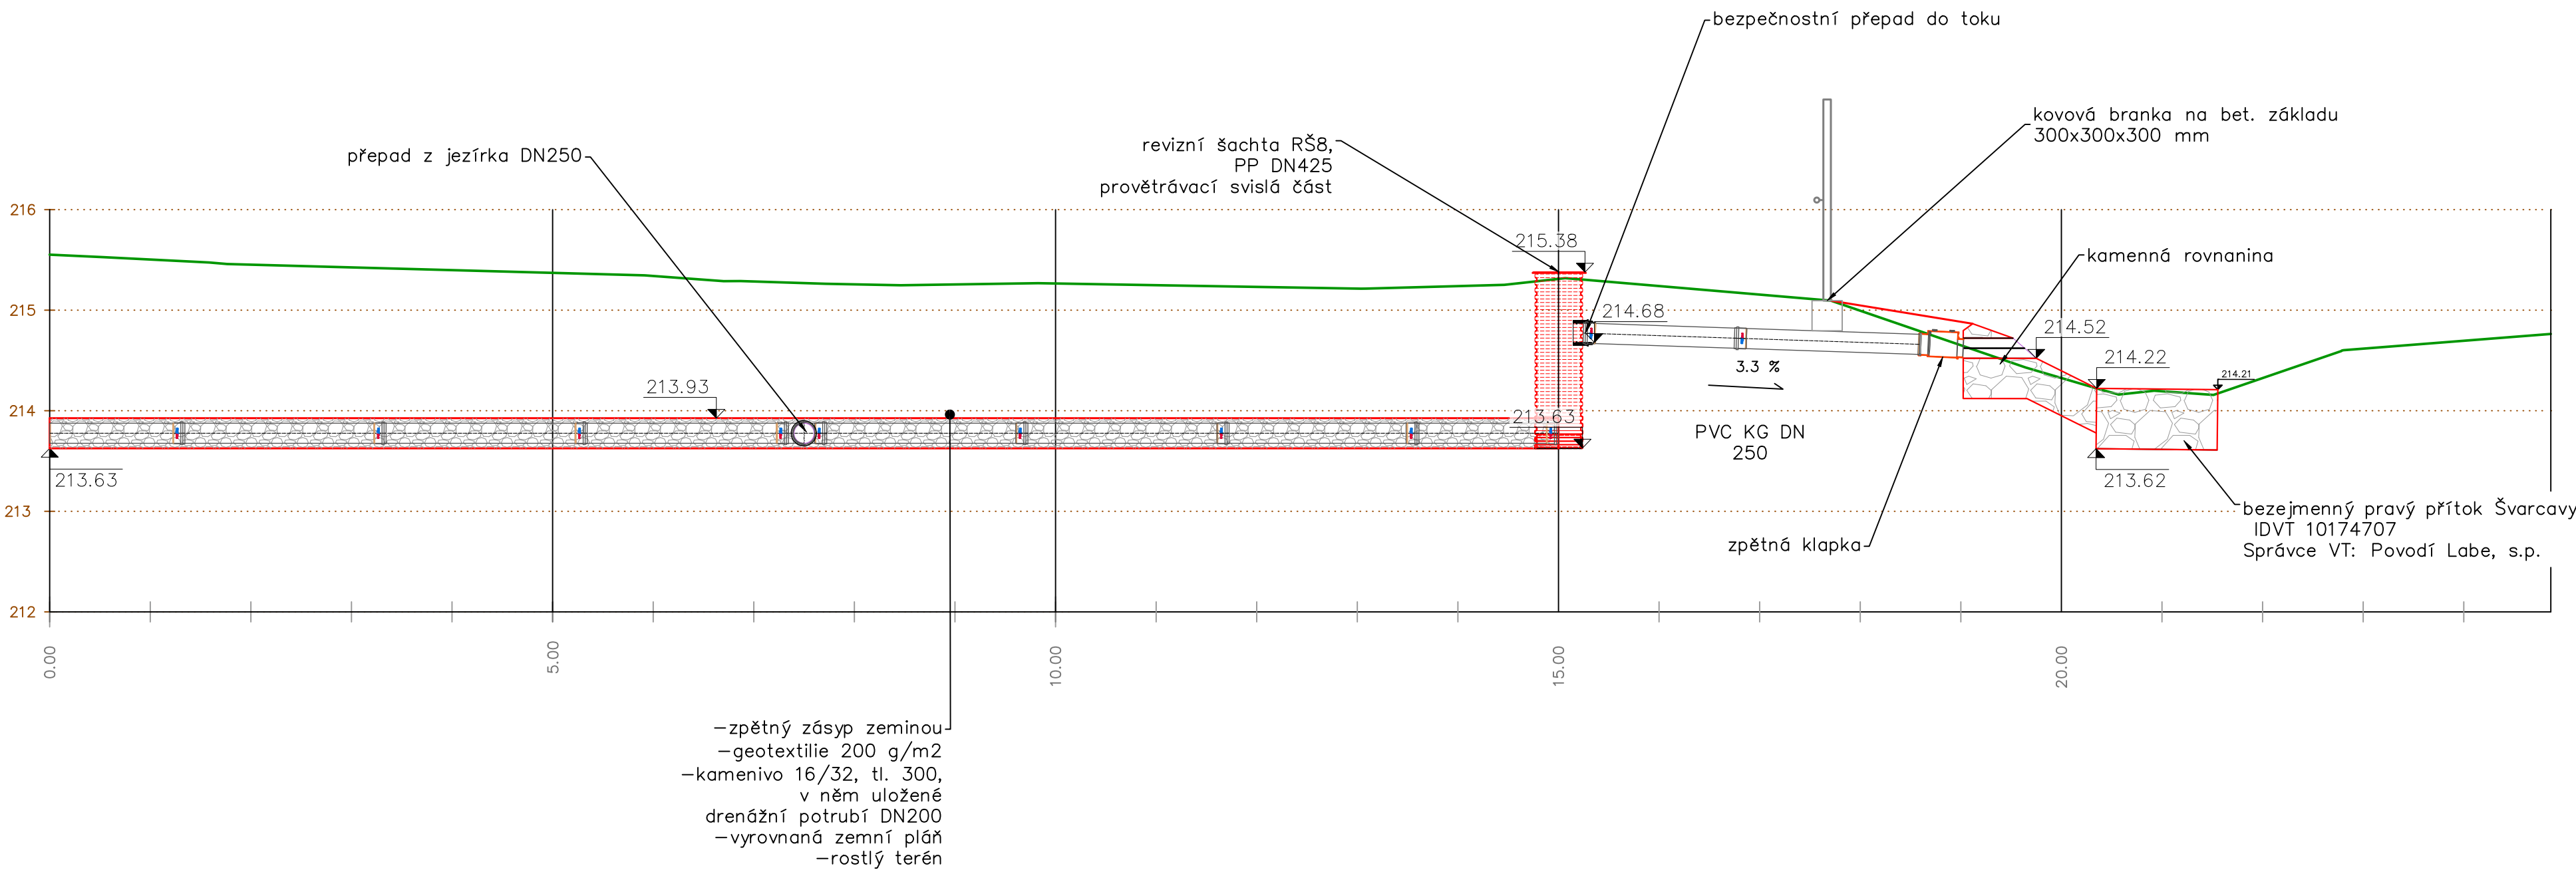 bezpečnostní přepad do toku
kovová branka na bet. základu
300x300x300 mm
revizní šachta RŠ8,
PP DN425
provětrávací svislá část
přepad z jezírka DN250
216
215.38
kamenná rovnanina
215
214.68
214.52
214.22
214.21
3.3 %
213.93
214
213.63
PVC KG DN
250
213.63
213.62
213
bezejmenný pravý přítok Švarcavy
IDVT 10174707
Správce VT: Povodí Labe, s.p.
zpětná klapka
212
0.00
5.00
10.00
15.00
20.00
-zpětný zásyp zeminou
-geotextilie 200 g/m2
-kamenivo 16/32, tl. 300,
v něm uložené
drenážní potrubí DN200
-vyrovnaná zemní pláň
-rostlý terén